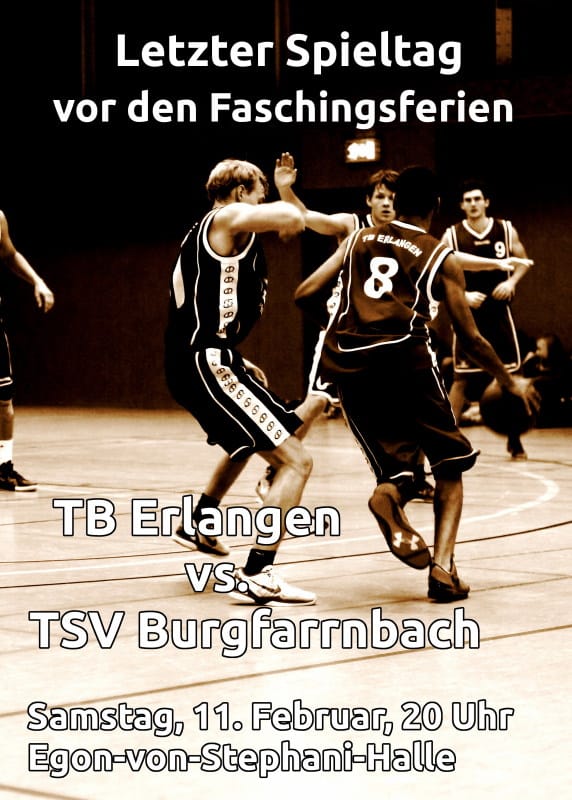 Letzter Spieltag
vor den Faschingsferien
TB ERLANGEN
8
9
TB Erlangen
vs.
TSV Burgfarrnbach
Samstag, 11. Februar, 20 Uhr
Egon-von-Stephani-Halle